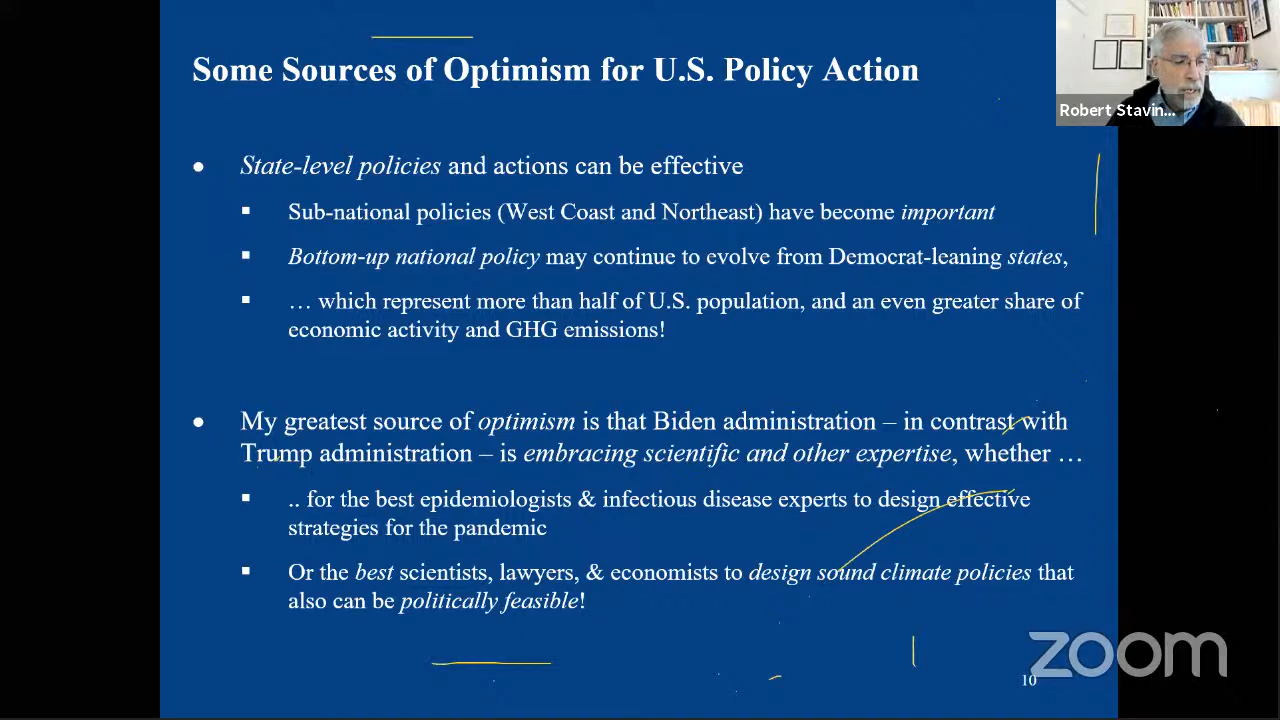 Some Sources of Optimism for U.S. Policy Action
Robert Stavin...
• State-level policies and actions can be effective
▪ Sub-national policies (West Coast and Northeast) have become important
▪ Bottom-up national policy may continue to evolve from Democrat-leaning states,
▪ … which represent more than half of U.S. population, and an even greater share of
economic activity and GHG emissions!
• My greatest source of optimism is that Biden administration – in contrast with
Trump administration – is embracing scientific and other expertise, whether …
▪ .. for the best epidemiologists & infectious disease experts to design effective
strategies for the pandemic
▪ Or the best scientists, lawyers, & economists to design sound climate policies that
also can be politically feasible!
zoom
10